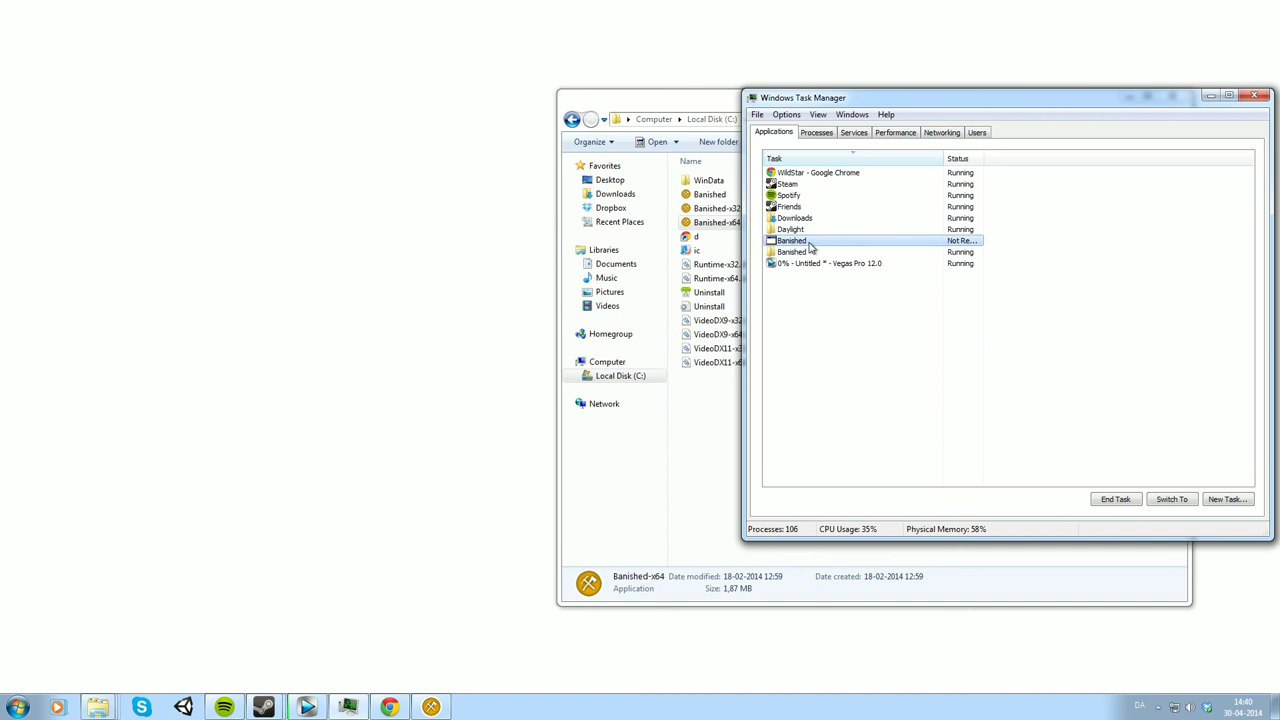 Windows Task Manager
File Options View Windows Help
Applications Processes Services Performance Networking Users
Task Status
WildStar - Google Chrome Running
Steam Running
Spotify Running
Friends Running
Downloads Running
Daylight Running
Banished Not Re...
Banished Running
0% - Untitled * - Vegas Pro 12.0 Running
End Task Switch To New Task...
Processes: 106 CPU Usage: 35% Physical Memory: 58%
Computer Local Disk (C:)
Organize Open New folder
Favorites
Desktop
Downloads
Dropbox
Recent Places
Libraries
Documents
Music
Pictures
Videos
Homegroup
Computer
Local Disk (C:)
Network
Name
WinData
Banished
Banished-x32
Banished-x64
d
ic
Runtime-x32.
Runtime-x64.
Uninstall
Uninstall
VideoDX9-x32
VideoDX9-x64
VideoDX11-x3
VideoDX11-x6
Banished-x64 Date modified: 18-02-2014 12:59 Date created: 18-02-2014 12:59
Application Size: 1,87 MB
DA
14:40
30-04-2014